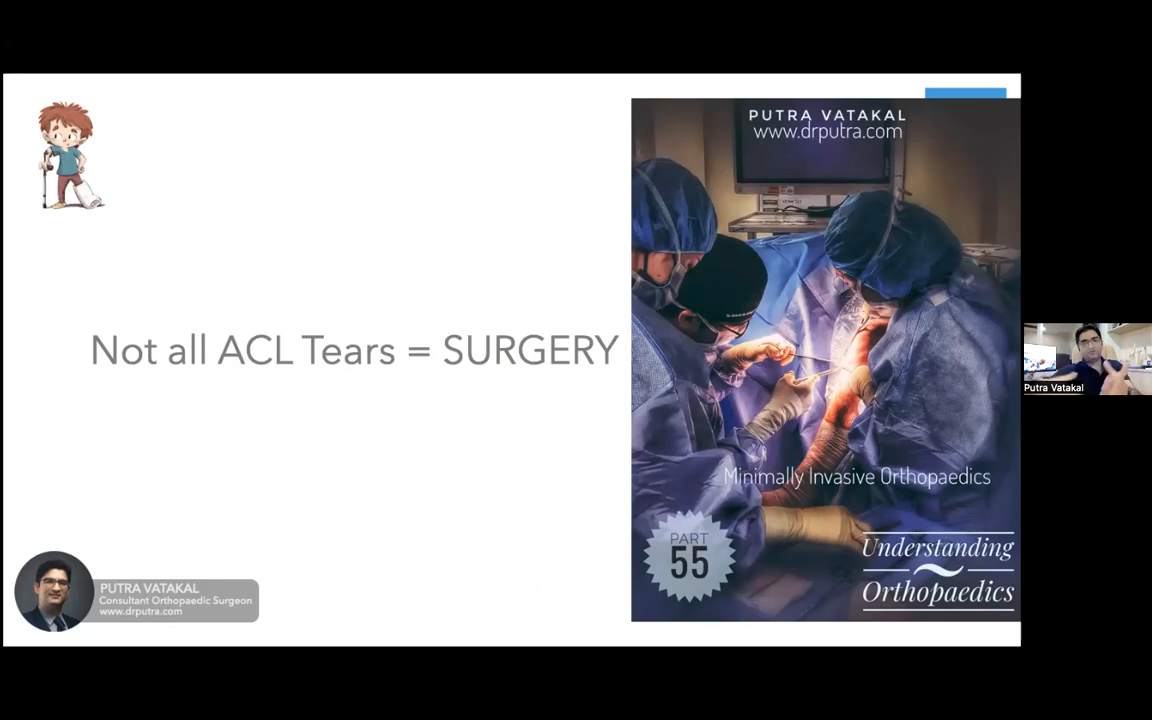 Not all ACL Tears = SURGERY
PUTRA VATAKAL
Consultant Orthopaedic Surgeon
www.drputra.com
PUTRA VATAKAL
www.drputra.com
Minimally Invasive Orthopaedics
PART
55
Understanding
Orthopaedics
Putra Vatakal